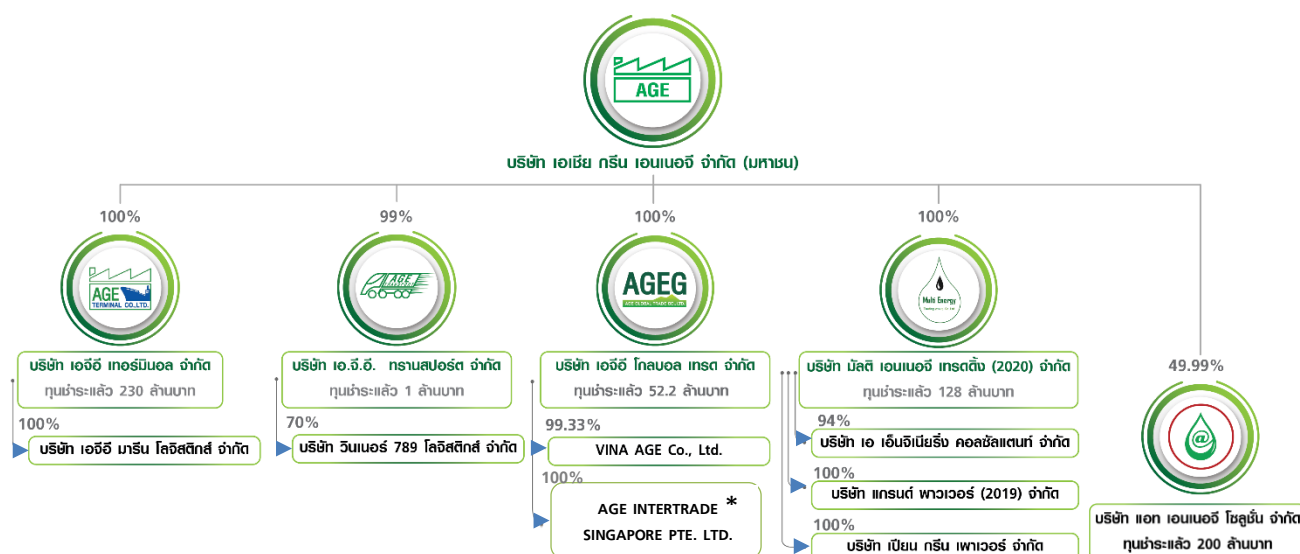 AGE
บริษัท เอเชีย กรีน เอนเนอจี จำกัด (มหาชน)
100%
99%
100%
100%
49.99%
AGE
TERMINAL CO.,LTD.
AGE
AGEG
AGE GLOBAL TRADE CO.,LTD.
Multi Energy
บริษัท เอจีอี เทอร์มินอล จำกัด
ทุนชำระแล้ว 230 ล้านบาท
100%
บริษัท เอจีอี มารีน โลจิสติกส์ จำกัด
บริษัท เอ.จี.อี. ทรานสปอร์ต จำกัด
ทุนชำระแล้ว 1 ล้านบาท
70%
บริษัท วินเนอร์ 789 โลจิสติกส์ จำกัด
บริษัท เอจีอี โกลบอล เทรด จำกัด
ทุนชำระแล้ว 52.2 ล้านบาท
99.33%
VINA AGE Co., Ltd.
100%
AGE INTERTRADE *
SINGAPORE PTE. LTD.
บริษัท มัลติ เอนเนอจี เทรดดิ้ง (2020) จำกัด
ทุนชำระแล้ว 128 ล้านบาท
94%
บริษัท เอ เอ็นจิเนียริ่ง คอลซัลแตนท์ จำกัด
100%
บริษัท แกรนด์ พาวเวอร์ (2019) จำกัด
100%
บริษัท เปียน กรีน เพาเวอร์ จำกัด
@
บริษัท แอท เอนเนอจี โซลูชั่น จำกัด
ทุนชำระแล้ว 200 ล้านบาท